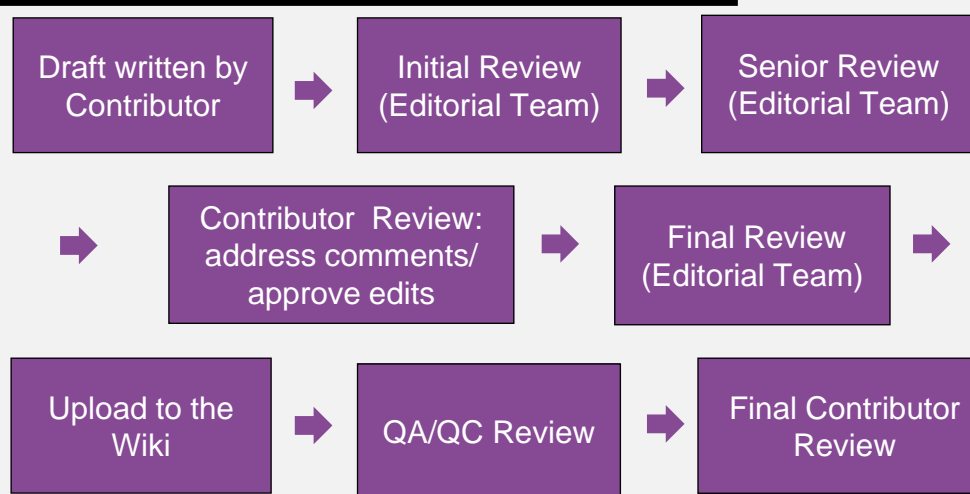 Draft written by
Contributor
Initial Review
(Editorial Team)
Senior Review
(Editorial Team)
Contributor  Review:
address comments/
approve edits
Final Review
(Editorial Team)
Upload to the
Wiki
QA/QC Review
Final Contributor
Review